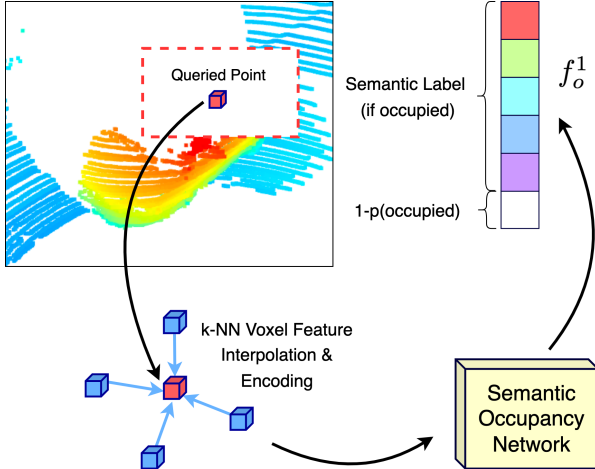 Queried Point
Semantic Label
(if occupied)
f_o^1
1-p(occupied)
k-NN Voxel Feature
Interpolation &
Encoding
Semantic
Occupancy
Network